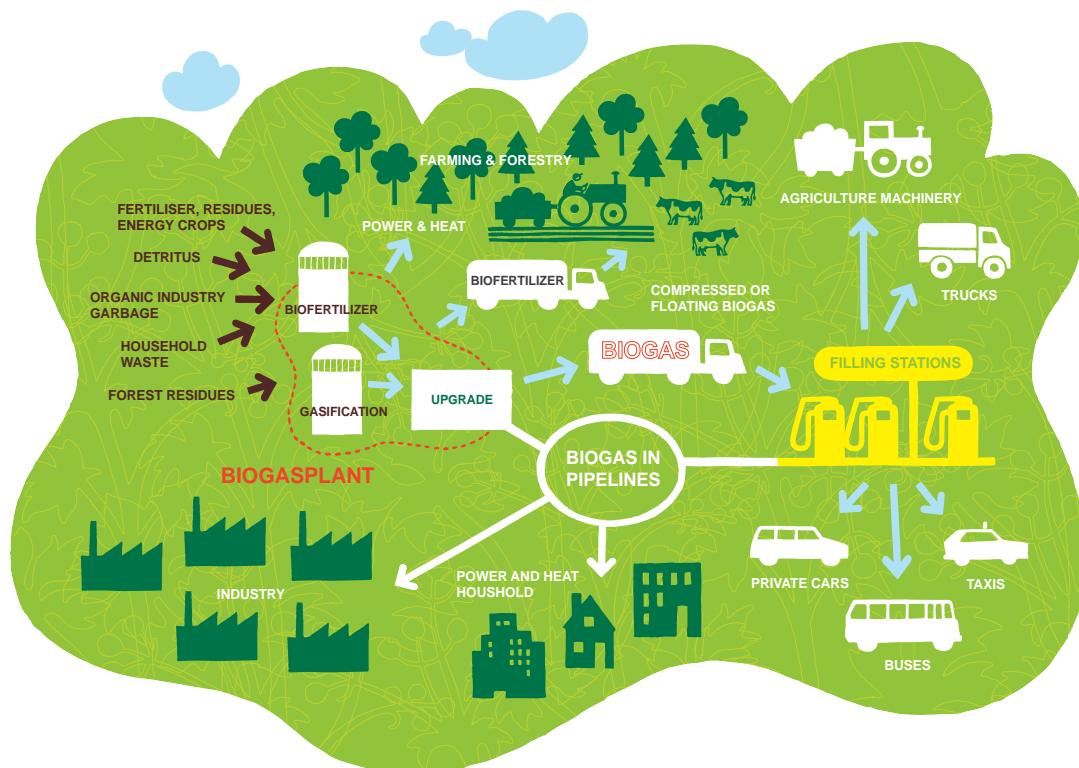 FARMING & FORESTRY
AGRICULTURE MACHINERY
FERTILISER, RESIDUES,
ENERGY CROPS
POWER & HEAT
DETRITUS
BIOFERTILIZER
COMPRESSED OR
FLOATING BIOGAS
TRUCKS
ORGANIC INDUSTRY
GARBAGE
BIOFERTILIZER
HOUSEHOLD
WASTE
BIOGAS
FILLING STATIONS
FOREST RESIDUES
GASIFICATION
UPGRADE
BIOGASPLANT
BIOGAS IN
PIPELINES
INDUSTRY
POWER AND HEAT
HOUSHOLD
PRIVATE CARS
TAXIS
BUSES